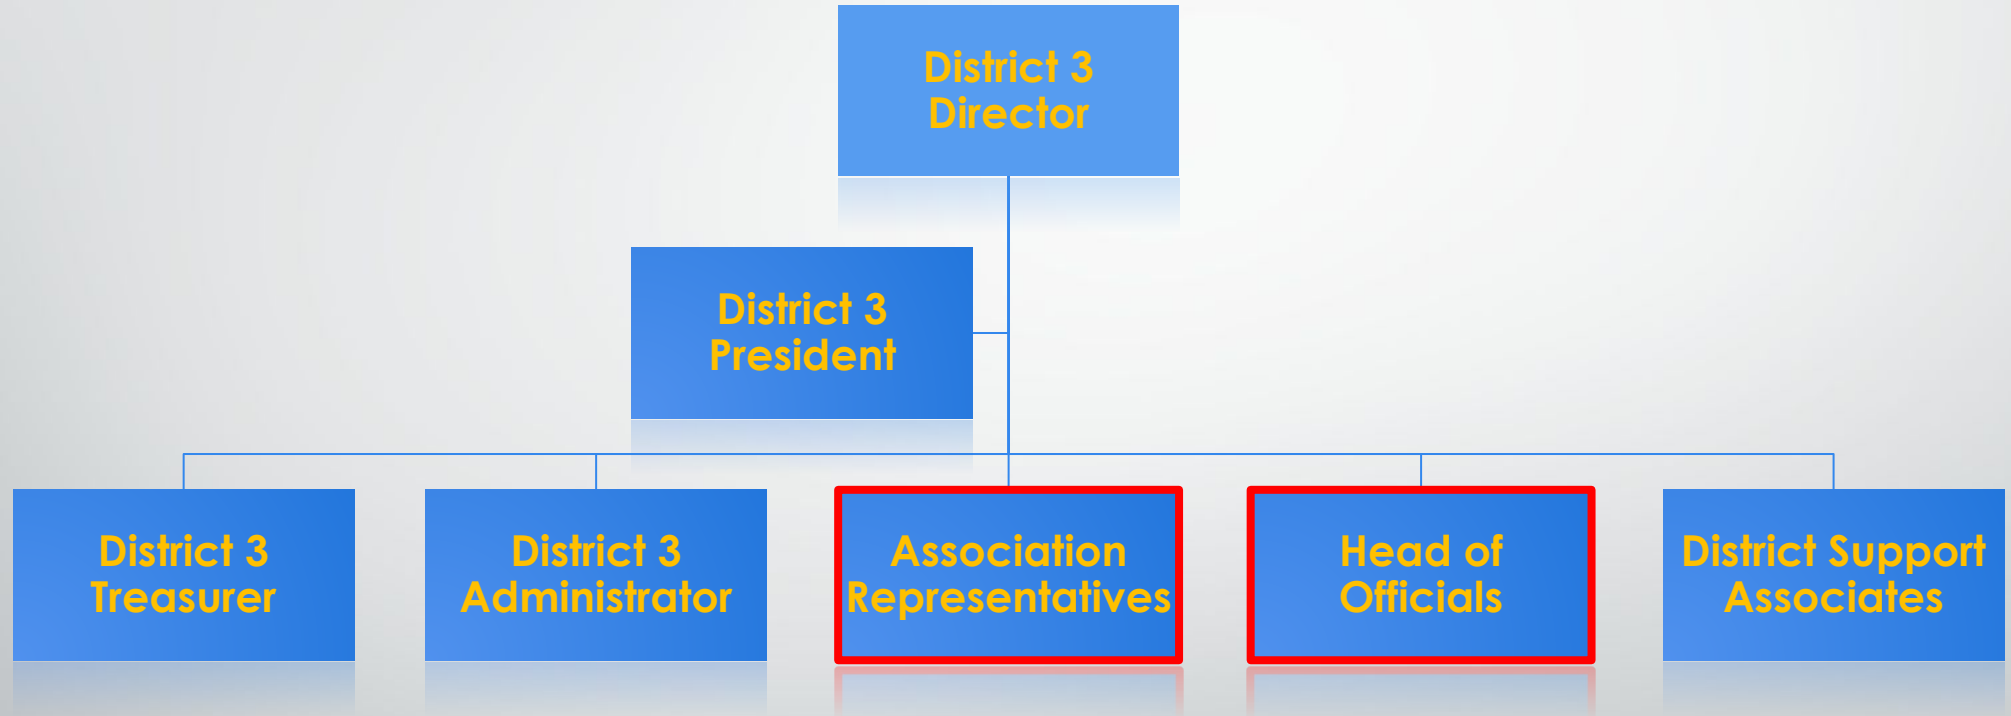 District 3
Director
District 3
President
District 3
Treasurer
District 3
Administrator
Association
Representatives
Head of
Officials
District Support
Associates